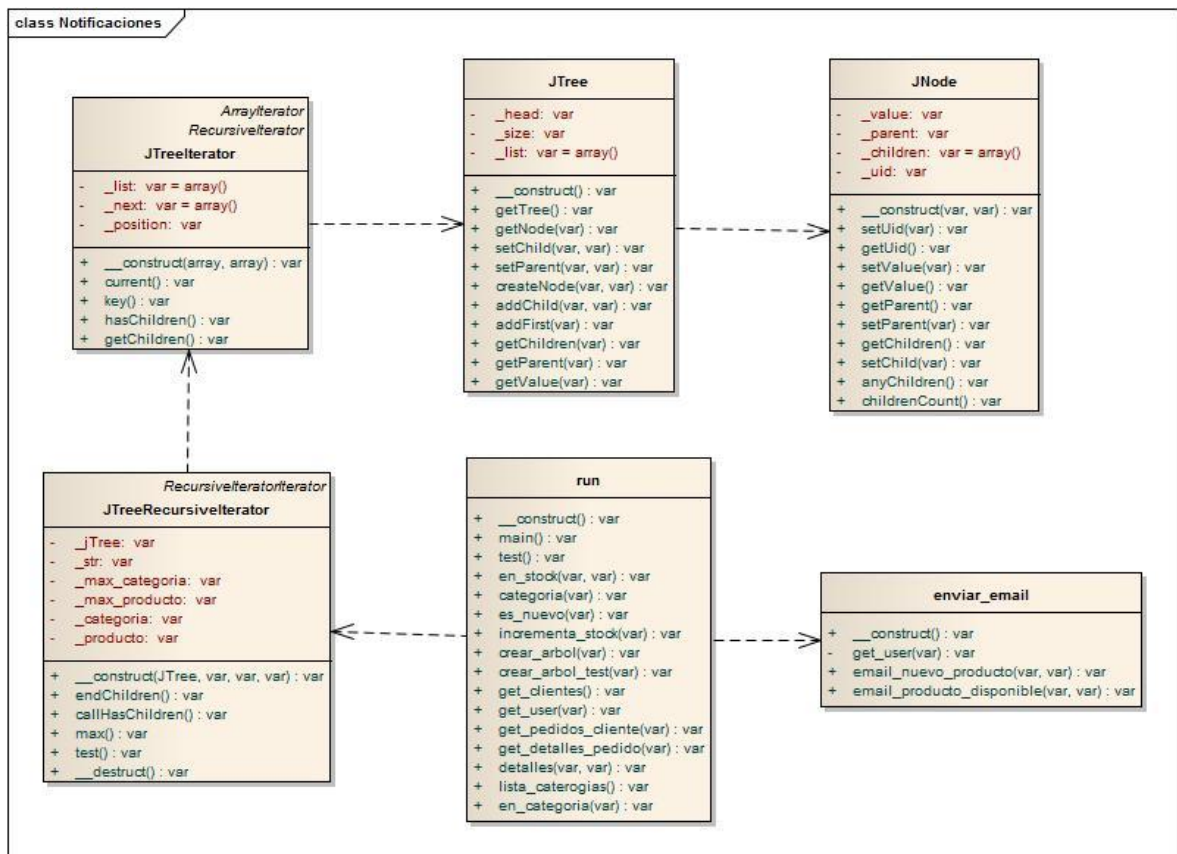 class Notificaciones
ArrayIterator
RecursiveIterator
JTreeIterator
- _list: var = array()
- _next: var = array()
- _position: var
+ __construct(array, array) : var
+ current() : var
+ key() : var
+ hasChildren() : var
+ getChildren() : var
JTree
- _head: var
- _size: var
- _list: var = array()
+ __construct() : var
+ getTree() : var
+ getNode(var) : var
+ setChild(var, var) : var
+ setParent(var, var) : var
+ createNode(var, var) : var
+ addChild(var, var) : var
+ addFirst(var) : var
+ getChildren(var) : var
+ getParent(var) : var
+ getValue(var) : var
JNode
- _value: var
- _parent: var
- _children: var = array()
- _uid: var
+ __construct(var, var) : var
+ setUid(var) : var
+ getUid() : var
+ setValue(var) : var
+ getValue() : var
+ getParent() : var
+ setParent(var) : var
+ getChildren() : var
+ setChild(var) : var
+ anyChildren() : var
+ childrenCount() : var
RecursiveIteratorIterator
JTreeRecursiveIterator
- _jTree: var
- _str: var
- _max_categoria: var
- _max_producto: var
- _categoria: var
- _producto: var
+ __construct(JTree, var, var, var) : var
+ endChildren() : var
+ callHasChildren() : var
+ max() : var
+ test() : var
+ __destruct() : var
run
+ __construct() : var
+ main() : var
+ test() : var
+ en_stock(var, var) : var
+ categoria(var) : var
+ es_nuevo(var) : var
+ incrementa_stock(var) : var
+ crear_arbol(var) : var
+ crear_arbol_test(var) : var
+ get_clientes() : var
+ get_user(var) : var
+ get_pedidos_cliente(var) : var
+ get_detalles_pedido(var) : var
+ detalles(var, var) : var
+ lista_caterogias() : var
+ en_categoria(var) : var
enviar_email
+ __construct() : var
- get_user(var) : var
+ email_nuevo_producto(var, var) : var
+ email_producto_disponible(var, var) : var